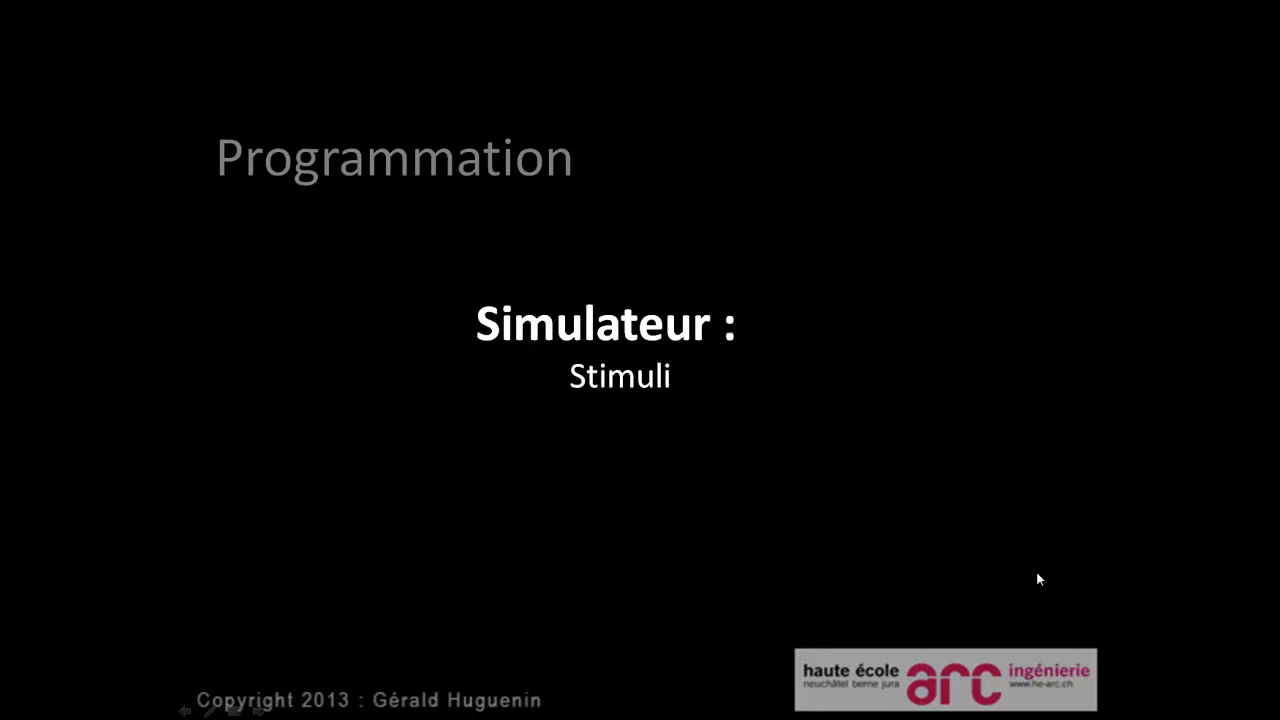 Programmation
Simulateur :
Stimuli
haute école arc ingénierie
neuchâtel berne jura www.he-arc.ch
Copyright 2013 : Gérald Huguenin